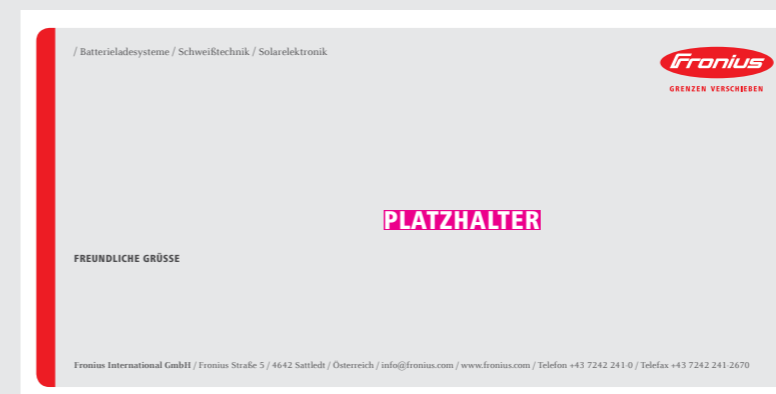 / Batterieladesysteme / Schweißtechnik / Solarelektronik
Fronius
GRENZEN VERSCHIEBEN
PLATZHALTER
FREUNDLICHE GRÜSSE
Fronius International GmbH / Fronius Straße 5 / 4642 Sattledt / Österreich / info@fronius.com / www.fronius.com / Telefon +43 7242 241-0 / Telefax +43 7242 241-2670